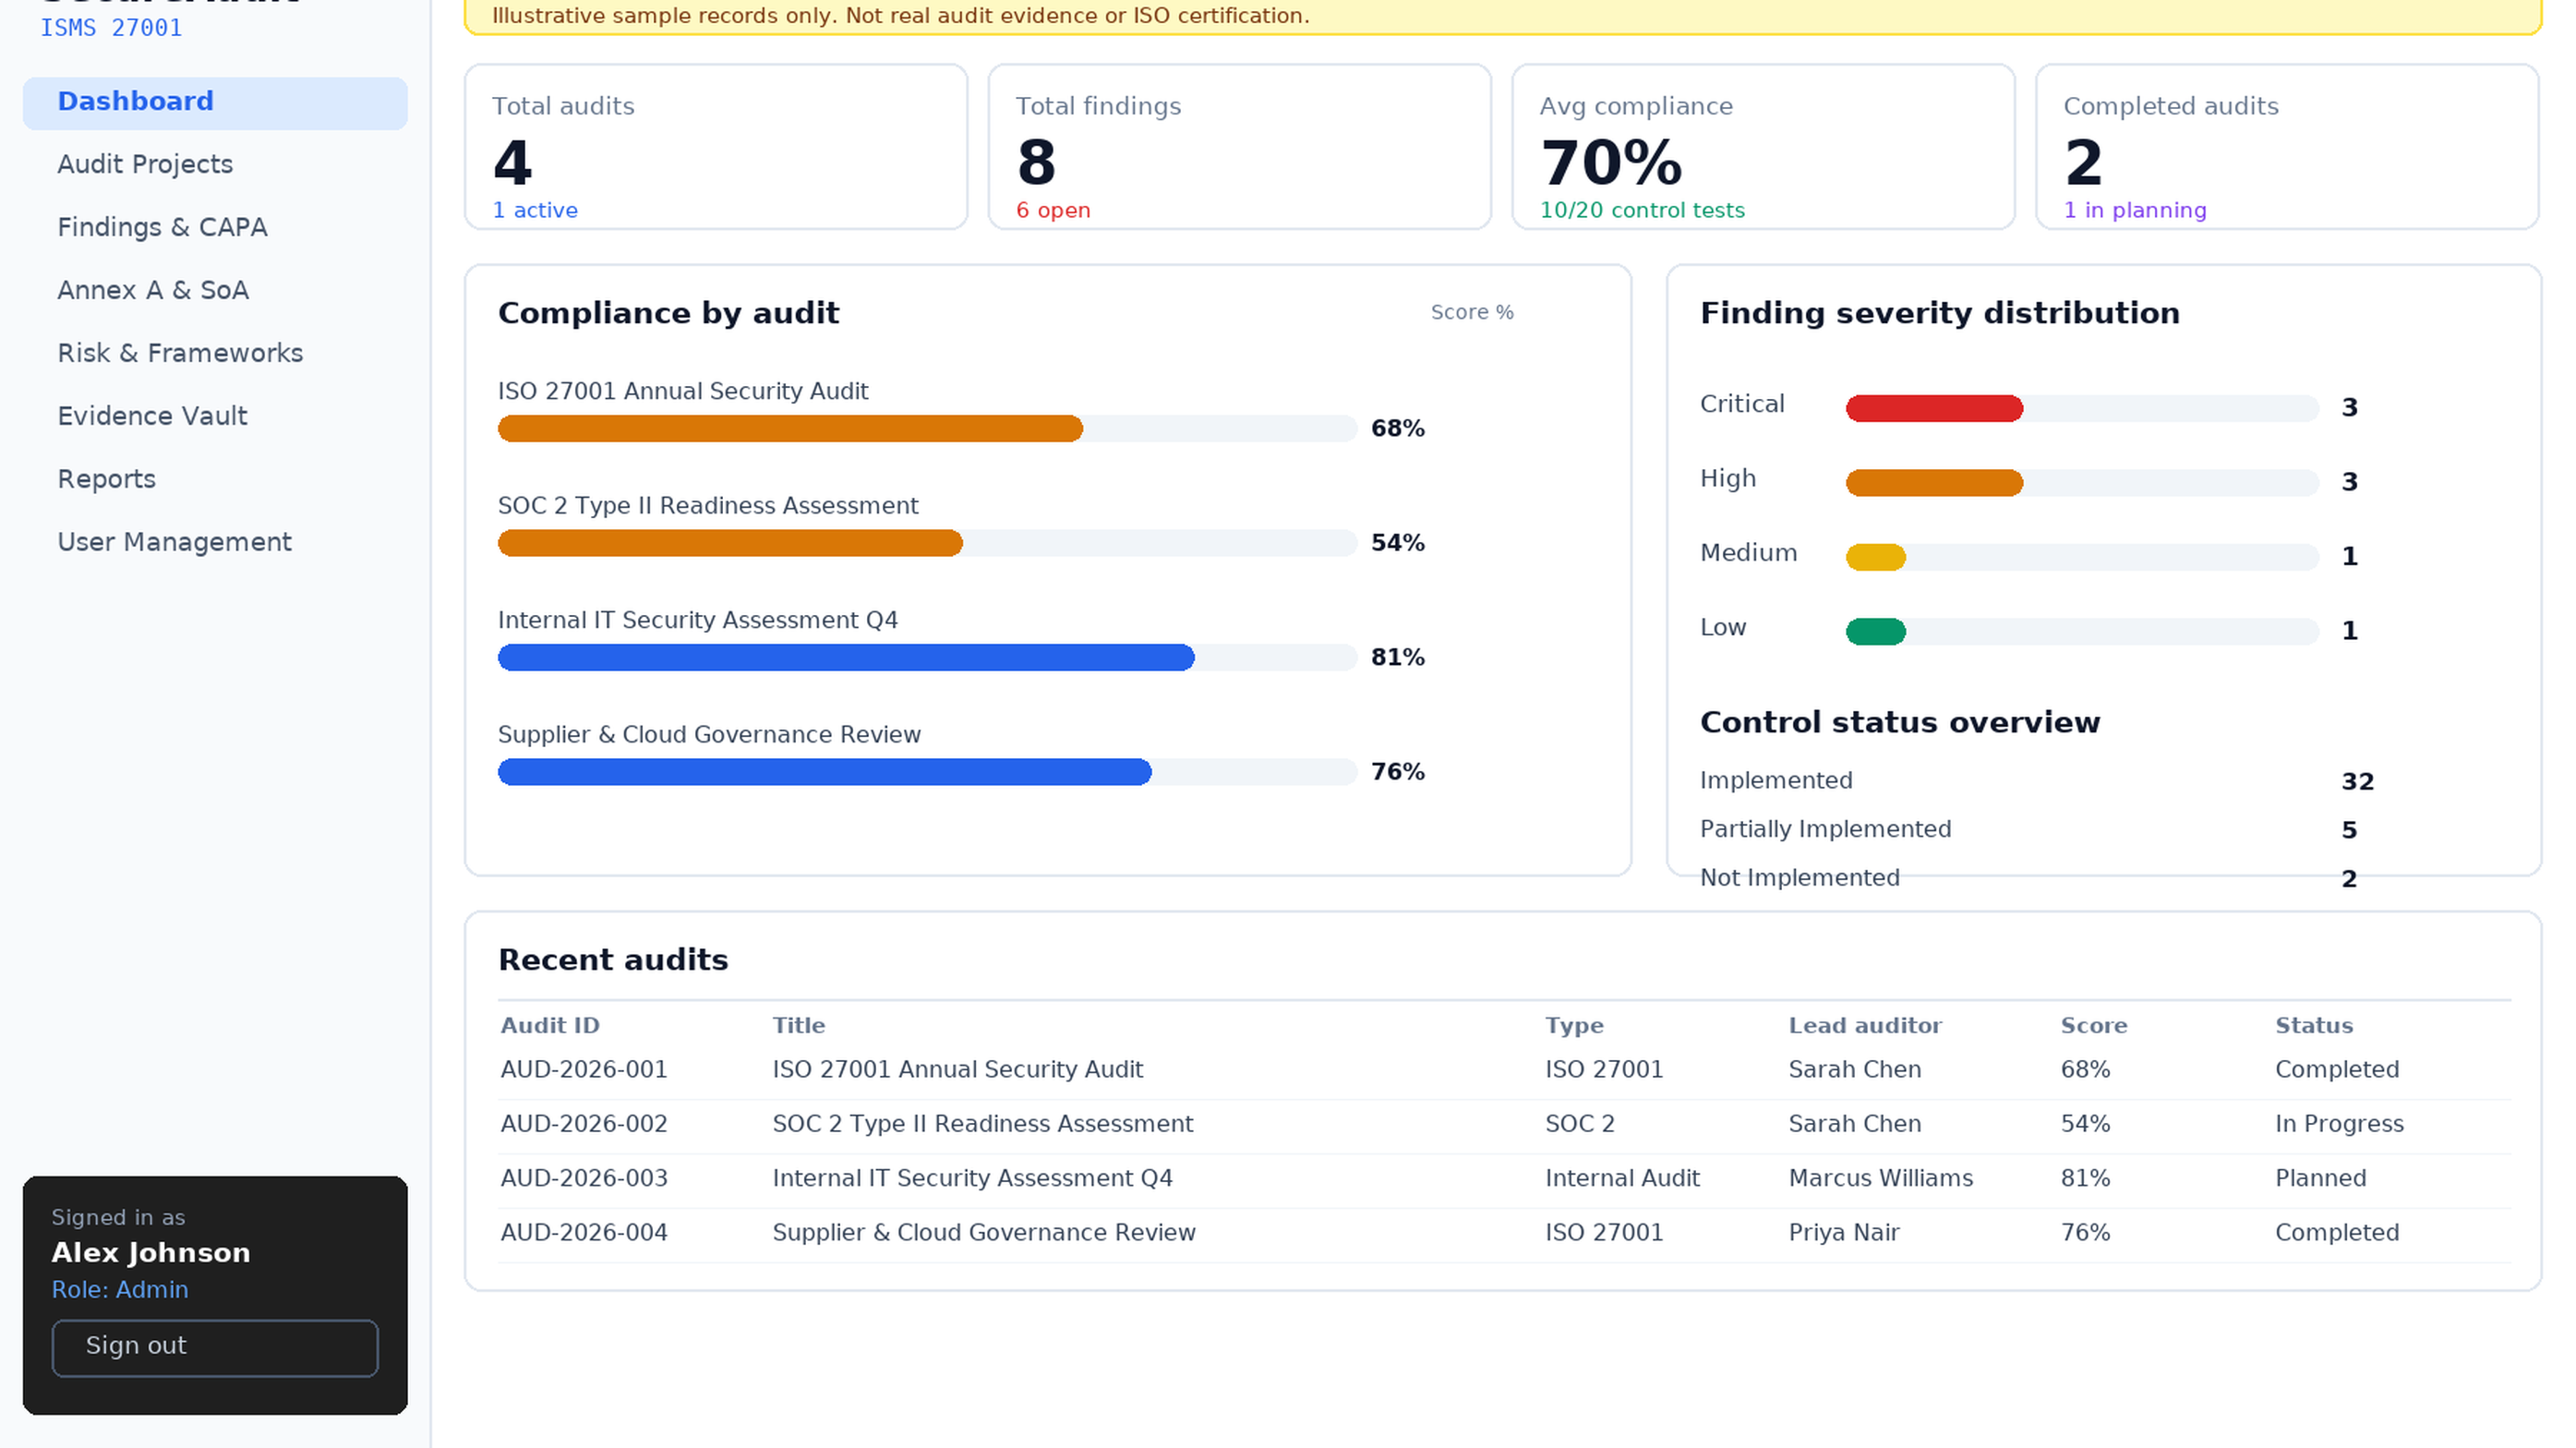 ISMS 27001
Dashboard
Audit Projects
Findings & CAPA
Annex A & SoA
Risk & Frameworks
Evidence Vault
Reports
User Management
Signed in as
Alex Johnson
Role: Admin
Sign out
Illustrative sample records only. Not real audit evidence or ISO certification.
Total audits
4
1 active
Total findings
8
6 open
Avg compliance
70%
10/20 control tests
Completed audits
2
1 in planning
Compliance by audit Score %
ISO 27001 Annual Security Audit
68%
SOC 2 Type II Readiness Assessment
54%
Internal IT Security Assessment Q4
81%
Supplier & Cloud Governance Review
76%
Finding severity distribution
Critical 3
High 3
Medium 1
Low 1
Control status overview
Implemented 32
Partially Implemented 5
Not Implemented 2
Recent audits
Audit ID Title Type Lead auditor Score Status
AUD-2026-001 ISO 27001 Annual Security Audit ISO 27001 Sarah Chen 68% Completed
AUD-2026-002 SOC 2 Type II Readiness Assessment SOC 2 Sarah Chen 54% In Progress
AUD-2026-003 Internal IT Security Assessment Q4 Internal Audit Marcus Williams 81% Planned
AUD-2026-004 Supplier & Cloud Governance Review ISO 27001 Priya Nair 76% Completed